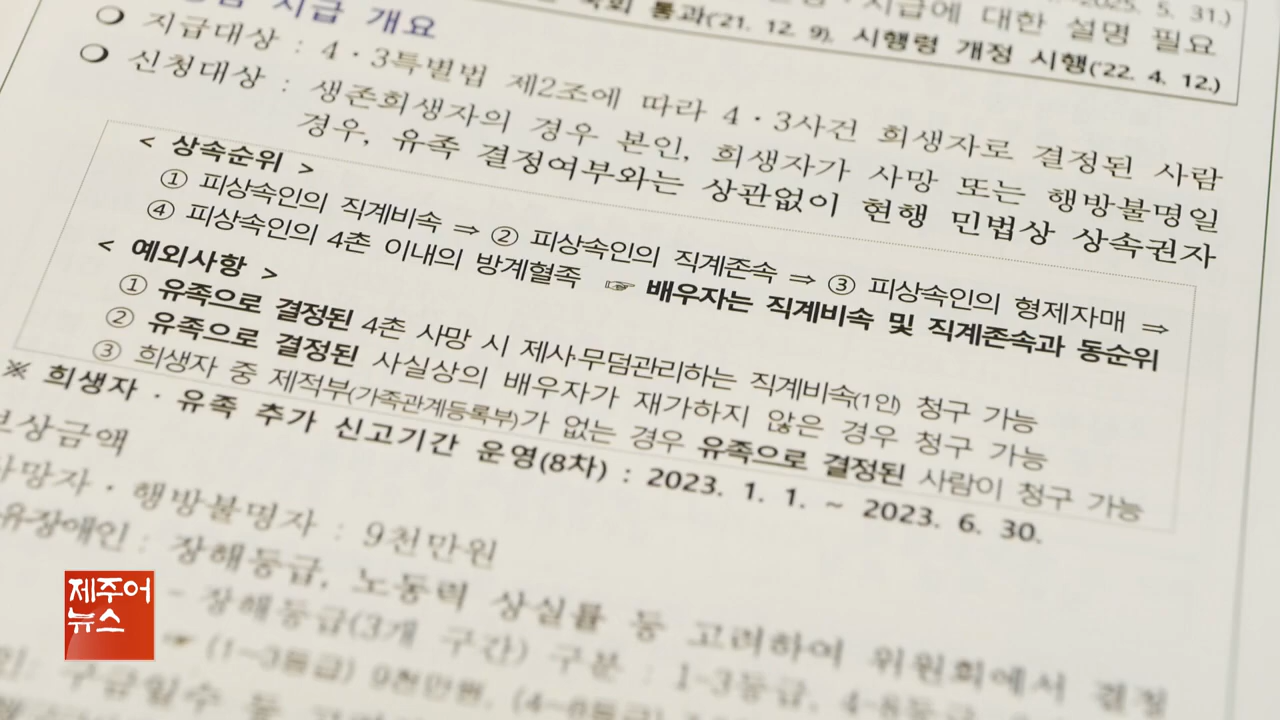 지급 개요
국회 통과('21. 12. 9), 시행령 개정 시행('22. 4. 12.)
지급에 대한 설명 필요
2025. 5. 31.)
❍ 지급대상 : 4·3특별법 제2조에 따라 4·3사건 희생자로 결정된 사람
❍ 신청대상 : 생존희생자의 경우 본인, 희생자가 사망 또는 행방불명일
경우, 유족 결정여부와는 상관없이 현행 민법상 상속권자
< 상속순위 >
① 피상속인의 직계비속 ⇒ ② 피상속인의 직계존속 ⇒ ③ 피상속인의 형제자매 ⇒
④ 피상속인의 4촌 이내의 방계혈족 ☞ 배우자는 직계비속 및 직계존속과 동순위
< 예외사항 >
① 유족으로 결정된 4촌 사망 시 제사·무덤관리하는 직계비속(1인) 청구 가능
② 유족으로 결정된 사실상의 배우자가 재가하지 않은 경우 청구 가능
③ 희생자 중 제적부(가족관계등록부)가 없는 경우 유족으로 결정된 사람이 청구 가능
※ 희생자·유족 추가 신고기간 운영(8차) : 2023. 1. 1. ~ 2023. 6. 30.
보상금액
사망자·행방불명자 : 9천만원
장해등급, 노동력 상실률 등 고려하여 위원회에서 결정
- 장해등급(3개 구간) 구분 : 1-3등급, 4-8등급,
☞ (1~3등급) 9천만원, (4~8등급)
구금일수 등
제주어
뉴스